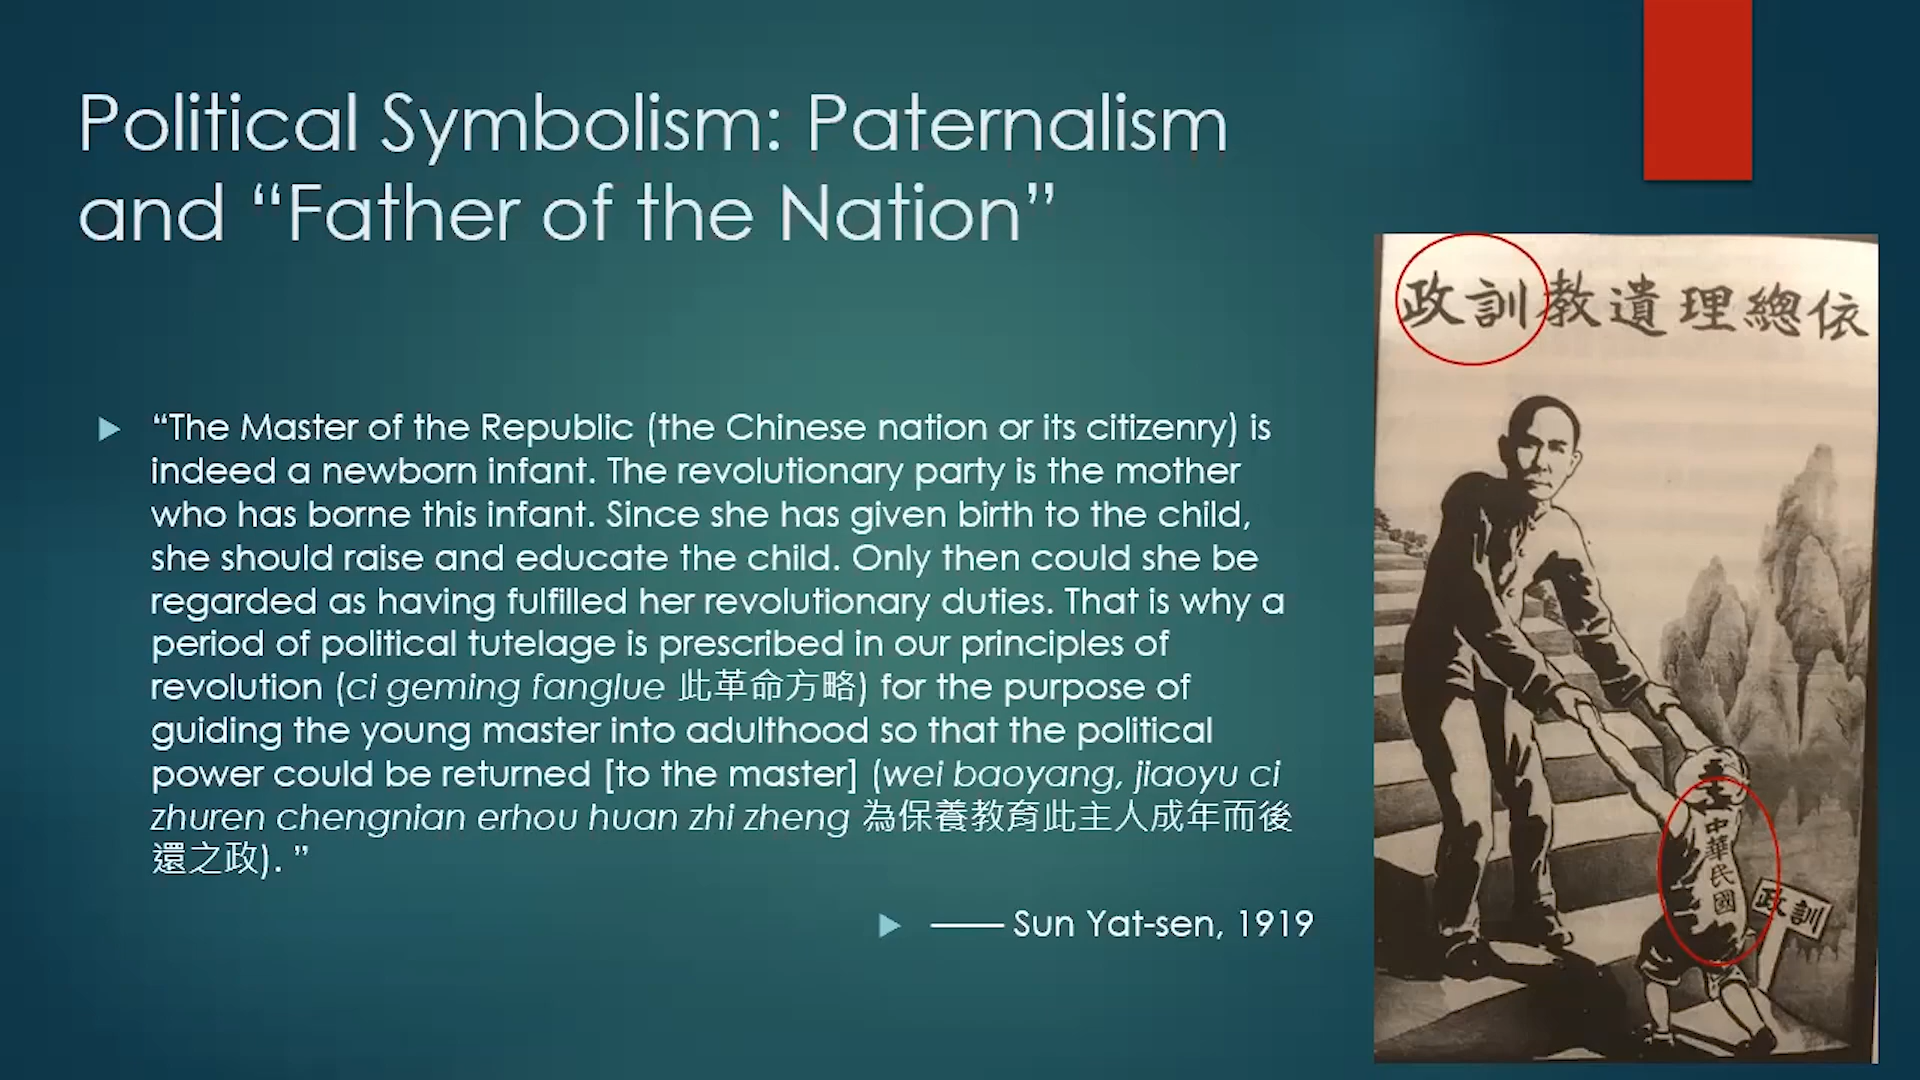 Political Symbolism: Paternalism
and “Father of the Nation”
“The Master of the Republic (the Chinese nation or its citizenry) is
indeed a newborn infant. The revolutionary party is the mother
who has borne this infant. Since she has given birth to the child,
she should raise and educate the child. Only then could she be
regarded as having fulfilled her revolutionary duties. That is why a
period of political tutelage is prescribed in our principles of
revolution (ci geming fanglue 此革命方略) for the purpose of
guiding the young master into adulthood so that the political
power could be returned [to the master] (wei baoyang, jiaoyu ci
zhuren chengnian erhou huan zhi zheng 為保養教育此主人成年而後
還之政). ”
—— Sun Yat-sen, 1919
依總理遺教訓政
中華民國
訓政